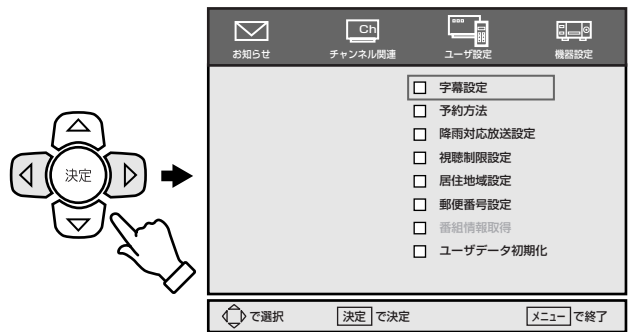 Ch
お知らせ チャンネル関連 ユーザ設定 機器設定
字幕設定
予約方法
降雨対応放送設定
視聴制限設定
居住地域設定
郵便番号設定
番組情報取得
ユーザデータ初期化
決定
で選択 決定 で決定 メニュー で終了